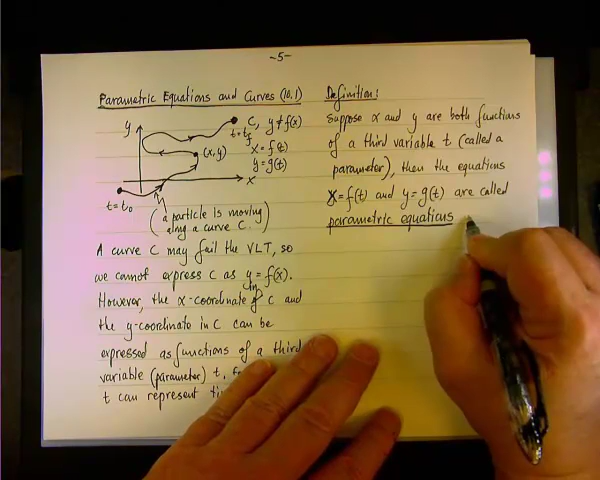 -5-
Parametric Equations and Curves (10.1)
y
C, y≠f(x)
t=t_f
(x,y)
x=f(t)
y=g(t)
x
t=t₀
(a particle is moving
along a curve C.)
A curve C may fail the VLT, so
we cannot express C as y=f(x).
However, the x-coordinate in C and
the y-coordinate in C can be
expressed as functions of a third
variable (parameter) t,
t can represent
Definition:
Suppose x and y are both functions
of a third variable t (called a
parameter), then the equations
x=f(t) and y=g(t) are called
parametric equations